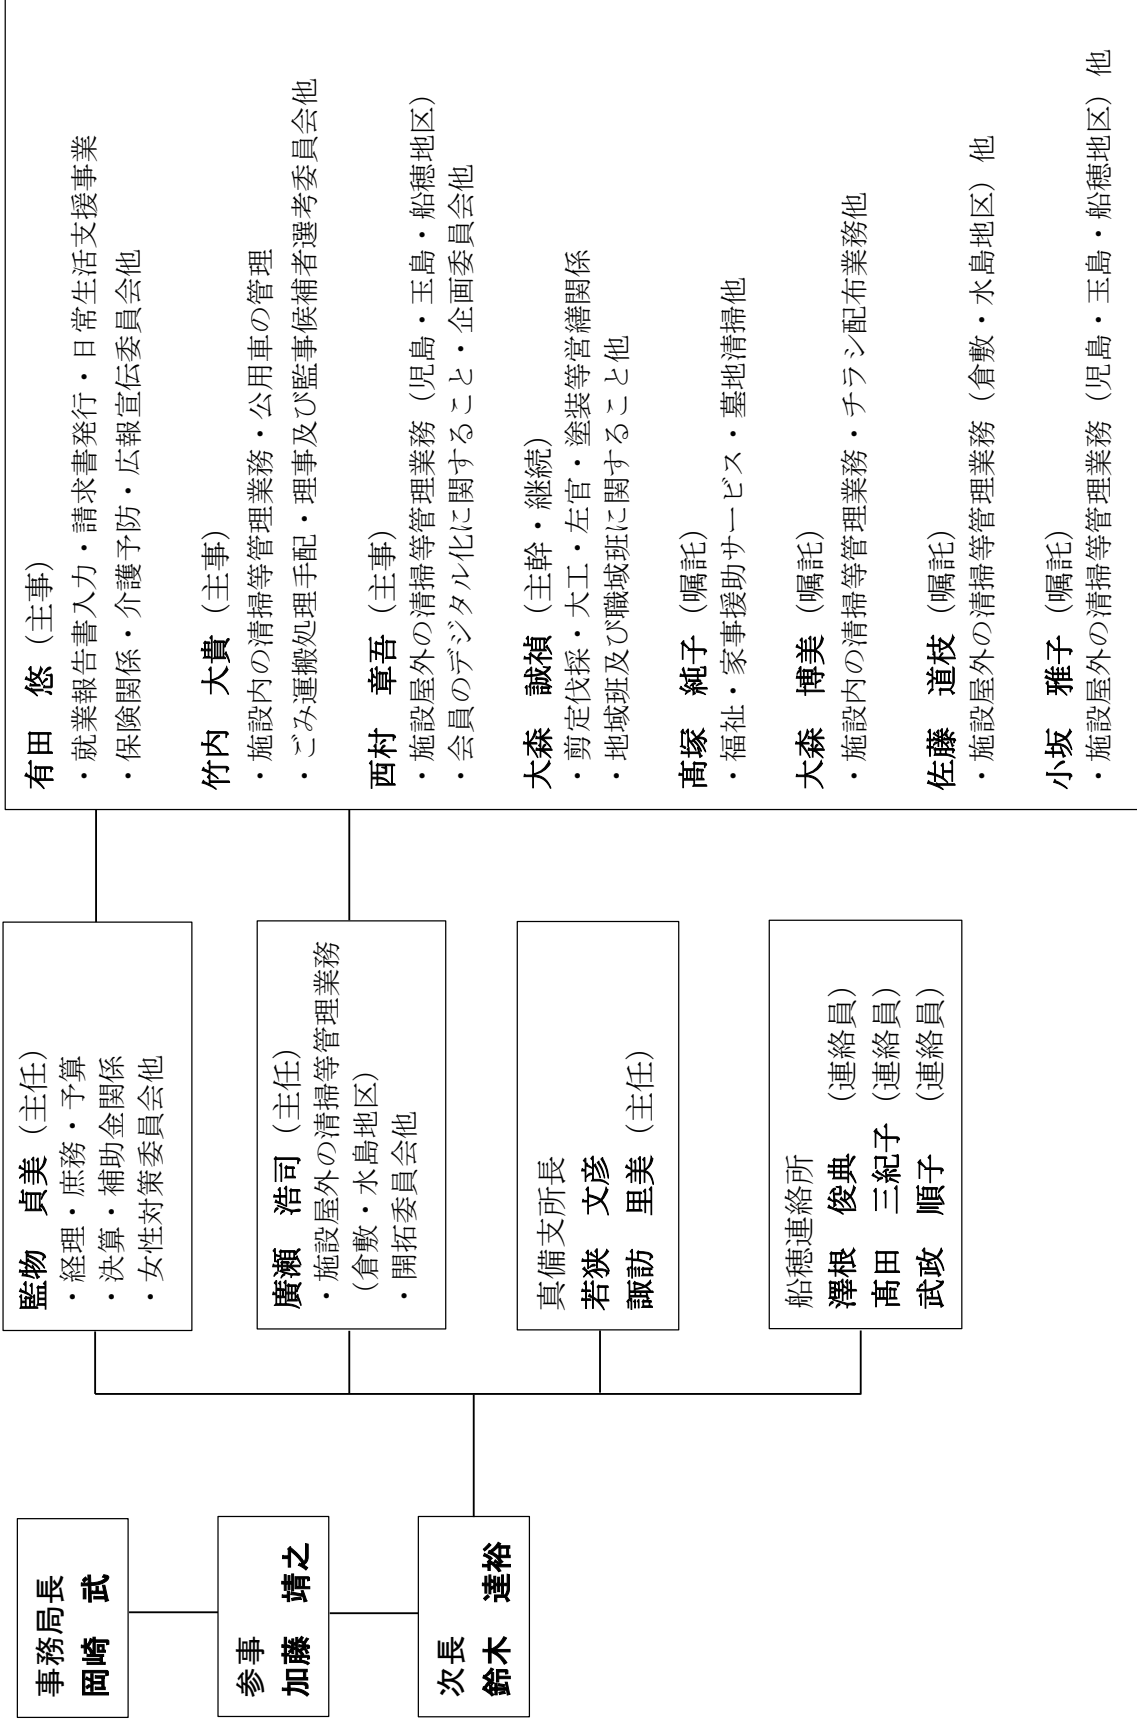 事務局長
岡崎　武
参事
加藤　靖之
次長
鈴木　達裕
監物　貞美（主任）
・経理・庶務・予算
・決算・補助金関係
・女性対策委員会他
廣瀬　浩司（主任）
・施設屋外の清掃等管理業務
（倉敷・水島地区）
・開拓委員会他
真備支所長
若狭　文彦
諏訪　里美（主任）
船穂連絡所
澤根　俊典　（連絡員）
髙田　三紀子（連絡員）
武政　順子　（連絡員）
有田　悠（主事）
・就業報告書入力・請求書発行・日常生活支援事業
・保険関係・介護予防・広報宣伝委員会他
竹内　大貴（主事）
・施設内の清掃等管理業務・公用車の管理
・ごみ運搬処理手配・理事及び監事候補者選考委員会他
西村　章吾（主事）
・施設屋外の清掃等管理業務（児島・玉島・船穂地区）
・会員のデジタル化に関すること・企画委員会他
大森　誠禎（主幹・継続）
・剪定伐採・大工・左官・塗装等営繕関係
・地域班及び職域班に関すること他
髙塚　純子（嘱託）
・福祉・家事援助サービス・墓地清掃他
大森　博美（嘱託）
・施設内の清掃等管理業務・チラシ配布業務他
佐藤　道枝（嘱託）
・施設屋外の清掃等管理業務（倉敷・水島地区）他
小坂　雅子（嘱託）
・施設屋外の清掃等管理業務（児島・玉島・船穂地区）他